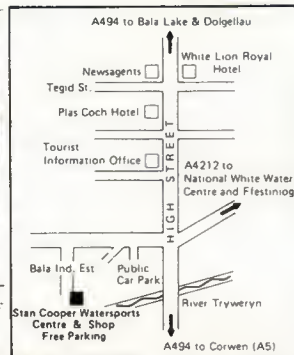 A494 to Bala Lake & Dolgellau
White Lion Royal
Hotel
Newsagents
Tegid St.
Plas Coch Hotel
Tourist
Information Office
HIGH STREET
A4212 to
National White Water
Centre and Ffestiniog
Bala Ind. Est
Public
Car Park
Stan Cooper Watersports
Centre & Shop
Free Parking
River Tryweryn
A494 to Corwen (A5)